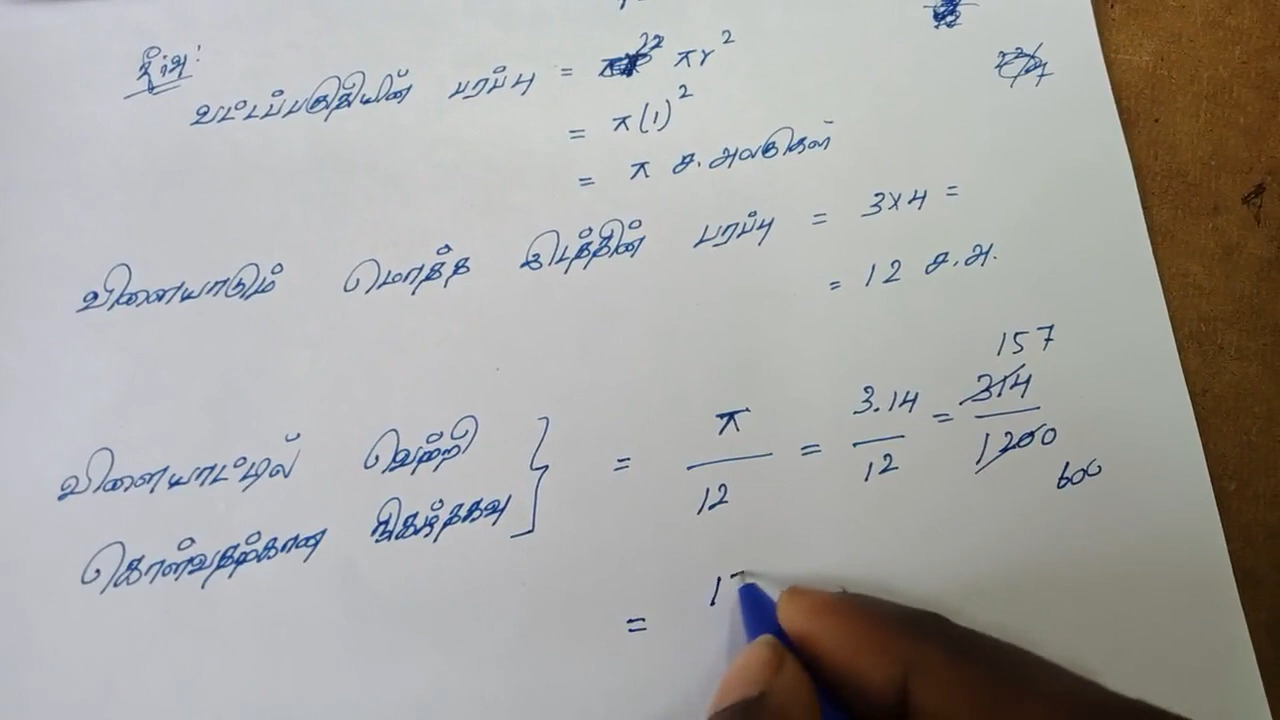 தீர்வு:
வட்டப்பகுதியின் பரப்பு = πr²
= π(1)²
= π ச.அலகுகள்
விளையாடும் மொத்த இடத்தின் பரப்பு = 3×4 =
= 12 ச.அ.
157
விளையாட்டில் வெற்றி கொள்வதற்கான நிகழ்தகவு } = π/12 = 3.14/12 = 314/1200
600
= 1